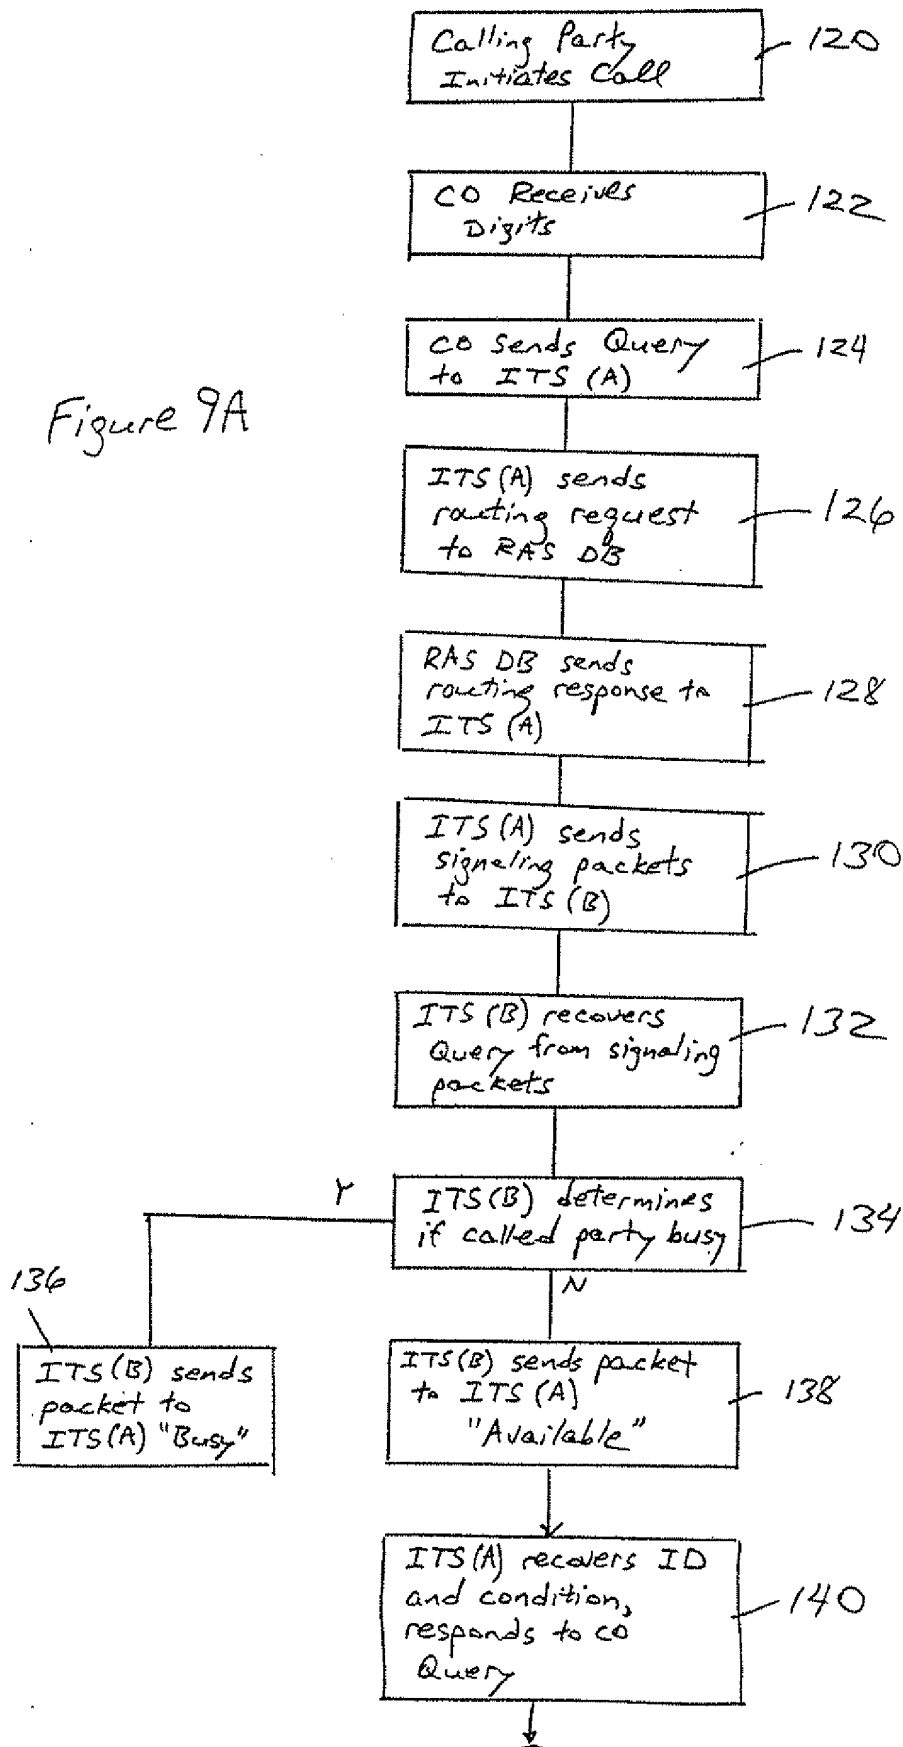 Calling Party
Initiates Call
120
CO Receives
Digits
122
CO Sends Query
to ITS (A)
124
Figure 9A
ITS (A) sends
routing request
to RAS DB
126
RAS DB sends
routing response to
ITS (A)
128
ITS (A) sends
signaling packets
to ITS (B)
130
ITS (B) recovers
Query from signaling
packets
132
Y
ITS (B) determines
if called party busy
134
N
136
ITS (B) sends
packet to
ITS (A) "Busy"
ITS (B) sends packet
to ITS (A)
"Available"
138
ITS (A) recovers ID
and condition,
responds to CO
Query
140